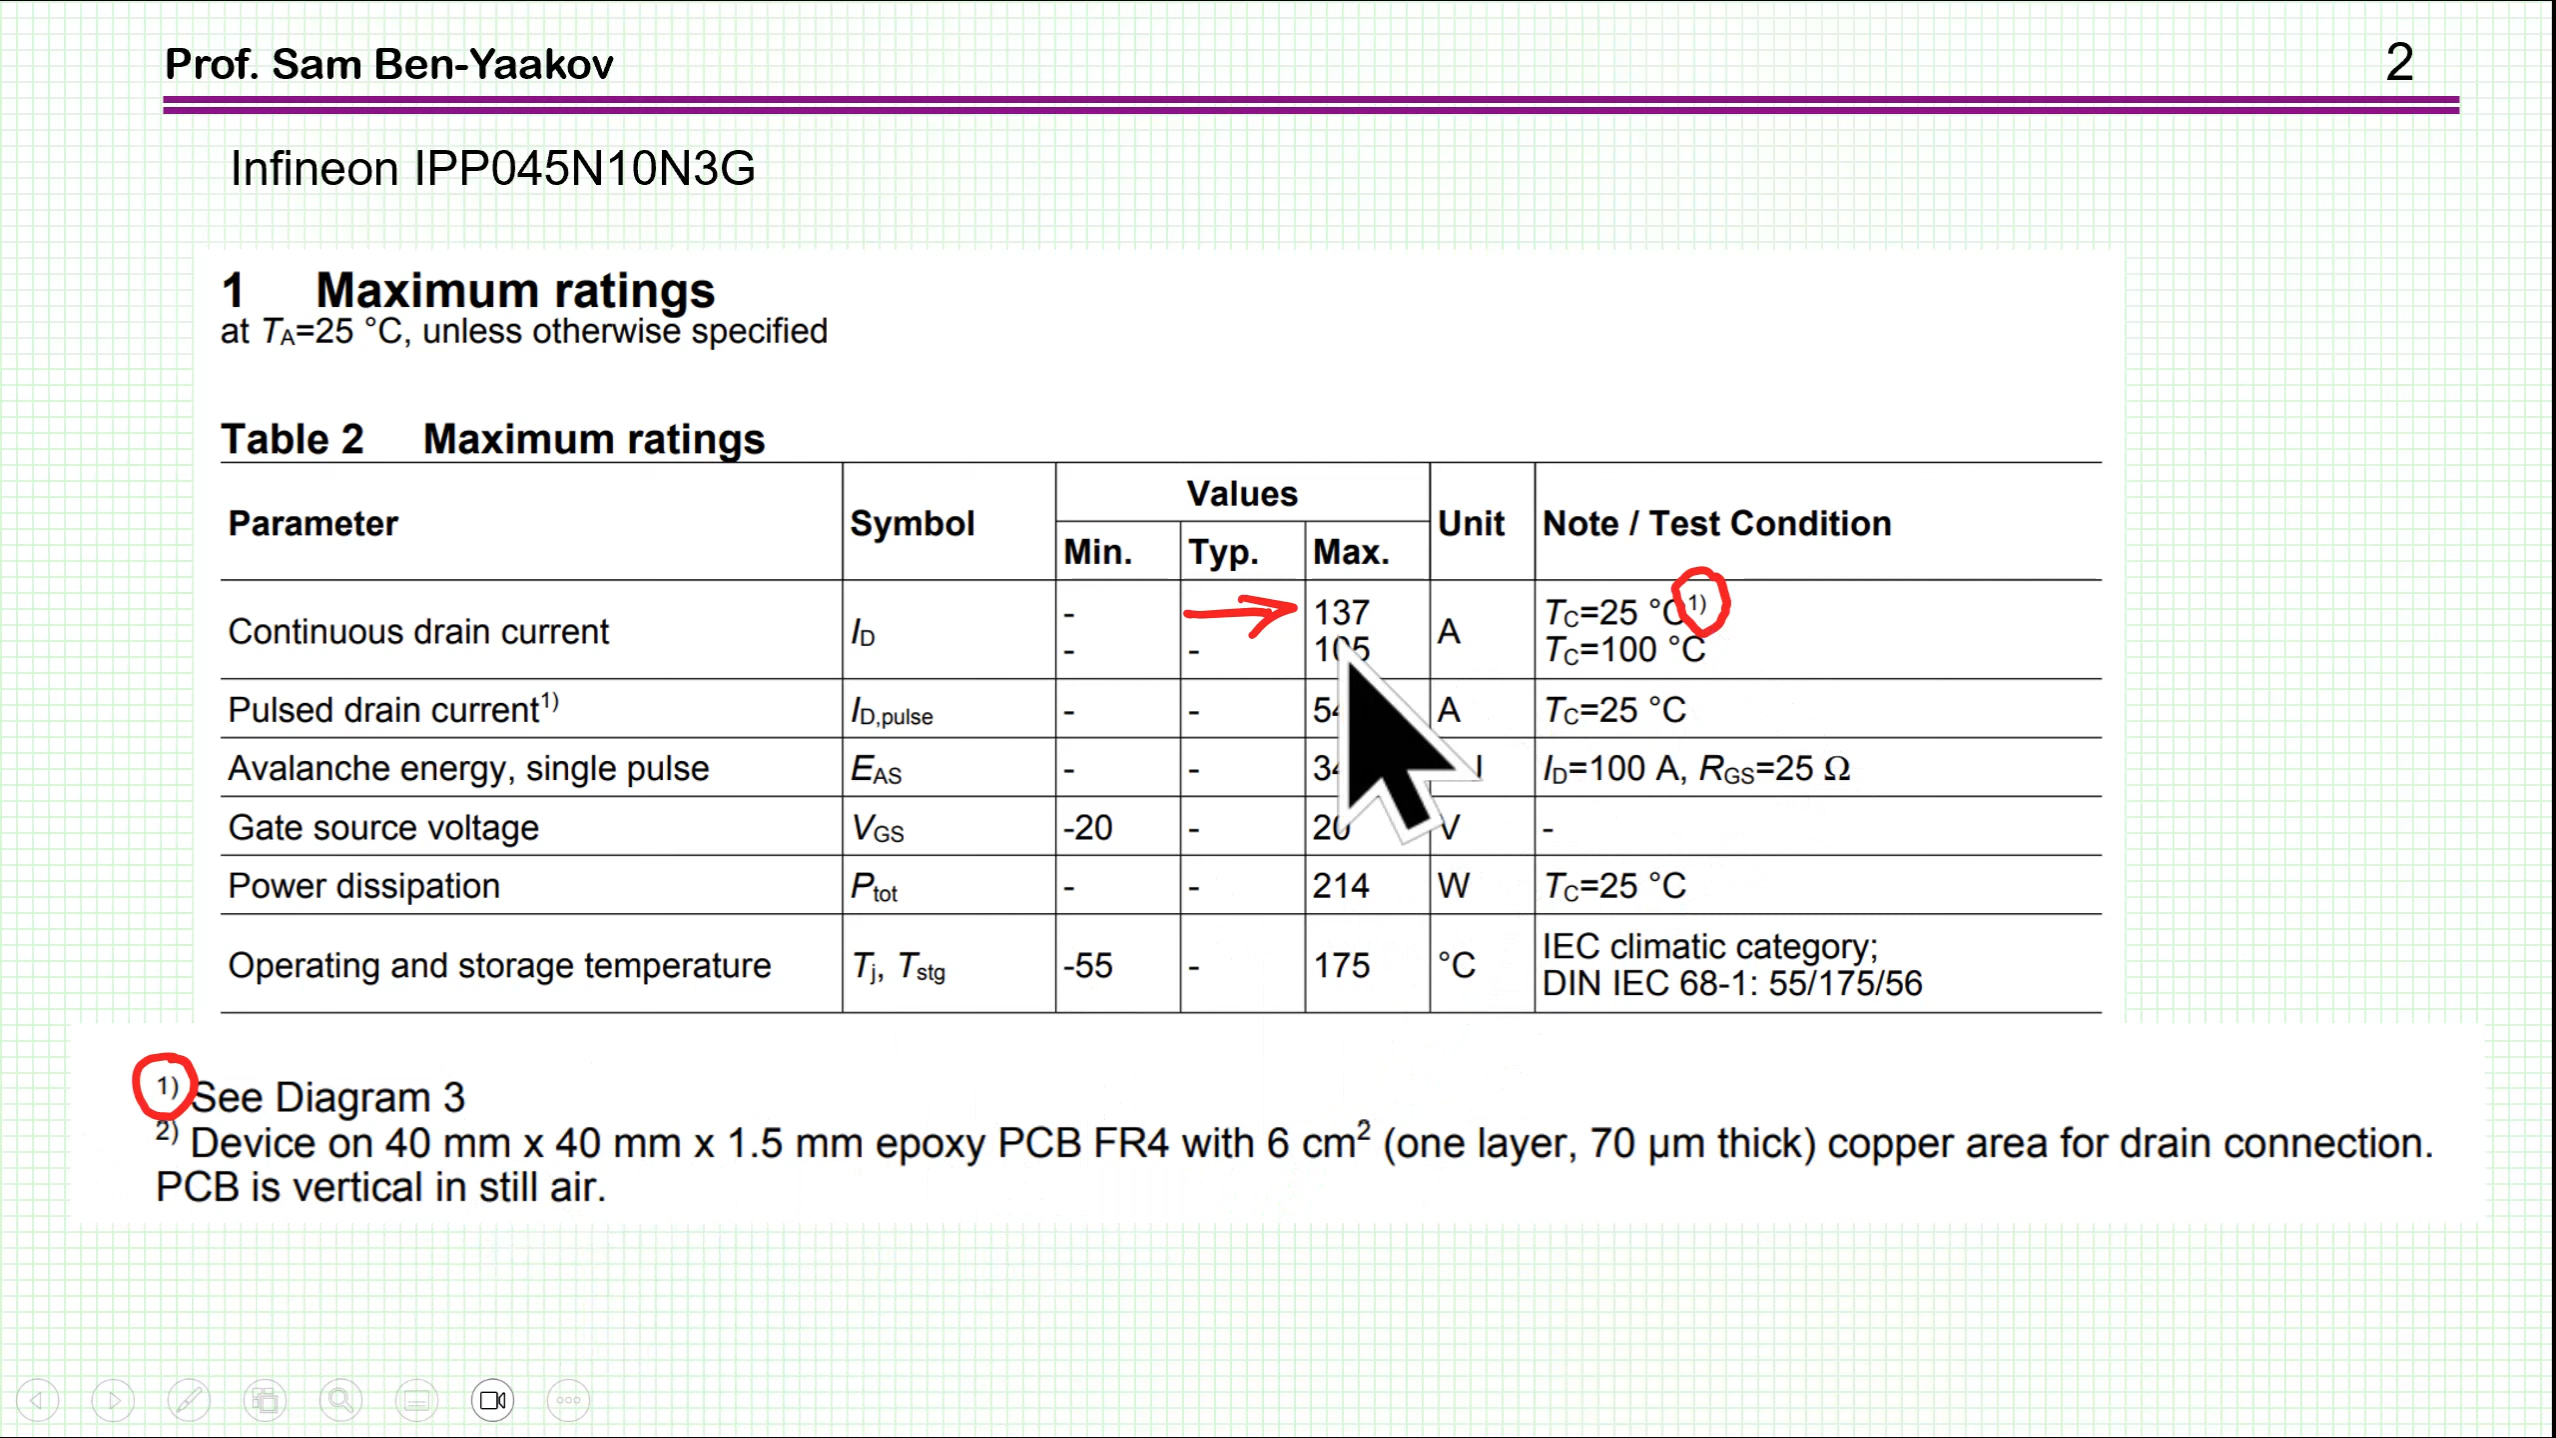 Prof. Sam Ben-Yaakov 2
Infineon IPP045N10N3G
1 Maximum ratings
at TA=25 °C, unless otherwise specified
Table 2 Maximum ratings
Parameter Symbol Values Unit Note / Test Condition
Min. Typ. Max.
Continuous drain current ID - 137 A TC=25 °C 1)
- - 105 TC=100 °C
Pulsed drain current1) ID,pulse - - A TC=25 °C
Avalanche energy, single pulse EAS - - ID=100 A, RGS=25 Ω
Gate source voltage VGS -20 - 20 V -
Power dissipation Ptot - - 214 W TC=25 °C
Operating and storage temperature Tj, Tstg -55 - 175 °C IEC climatic category;
DIN IEC 68-1: 55/175/56
1) See Diagram 3
2) Device on 40 mm x 40 mm x 1.5 mm epoxy PCB FR4 with 6 cm2 (one layer, 70 µm thick) copper area for drain connection.
PCB is vertical in still air.